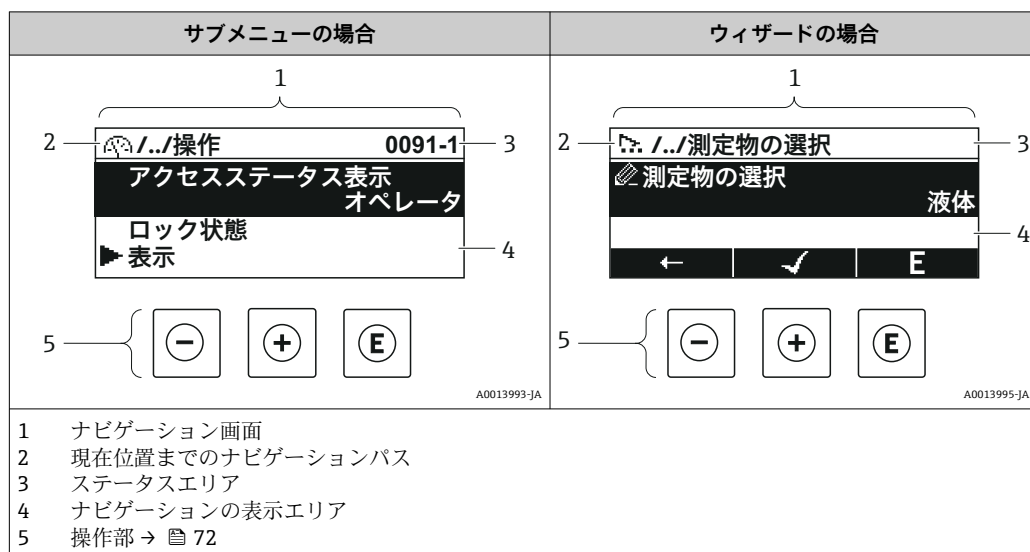 サブメニューの場合
1
2
/../操作 0091-1
3
アクセスステータス表示
オペレータ
ロック状態
表示
4
5
- + E
A0013993-JA
ウィザードの場合
1
2
/../測定物の選択
3
測定物の選択
液体
4
← ✓ E
5
- + E
A0013995-JA
1 ナビゲーション画面
2 現在位置までのナビゲーションパス
3 ステータスエリア
4 ナビゲーションの表示エリア
5 操作部 → 72